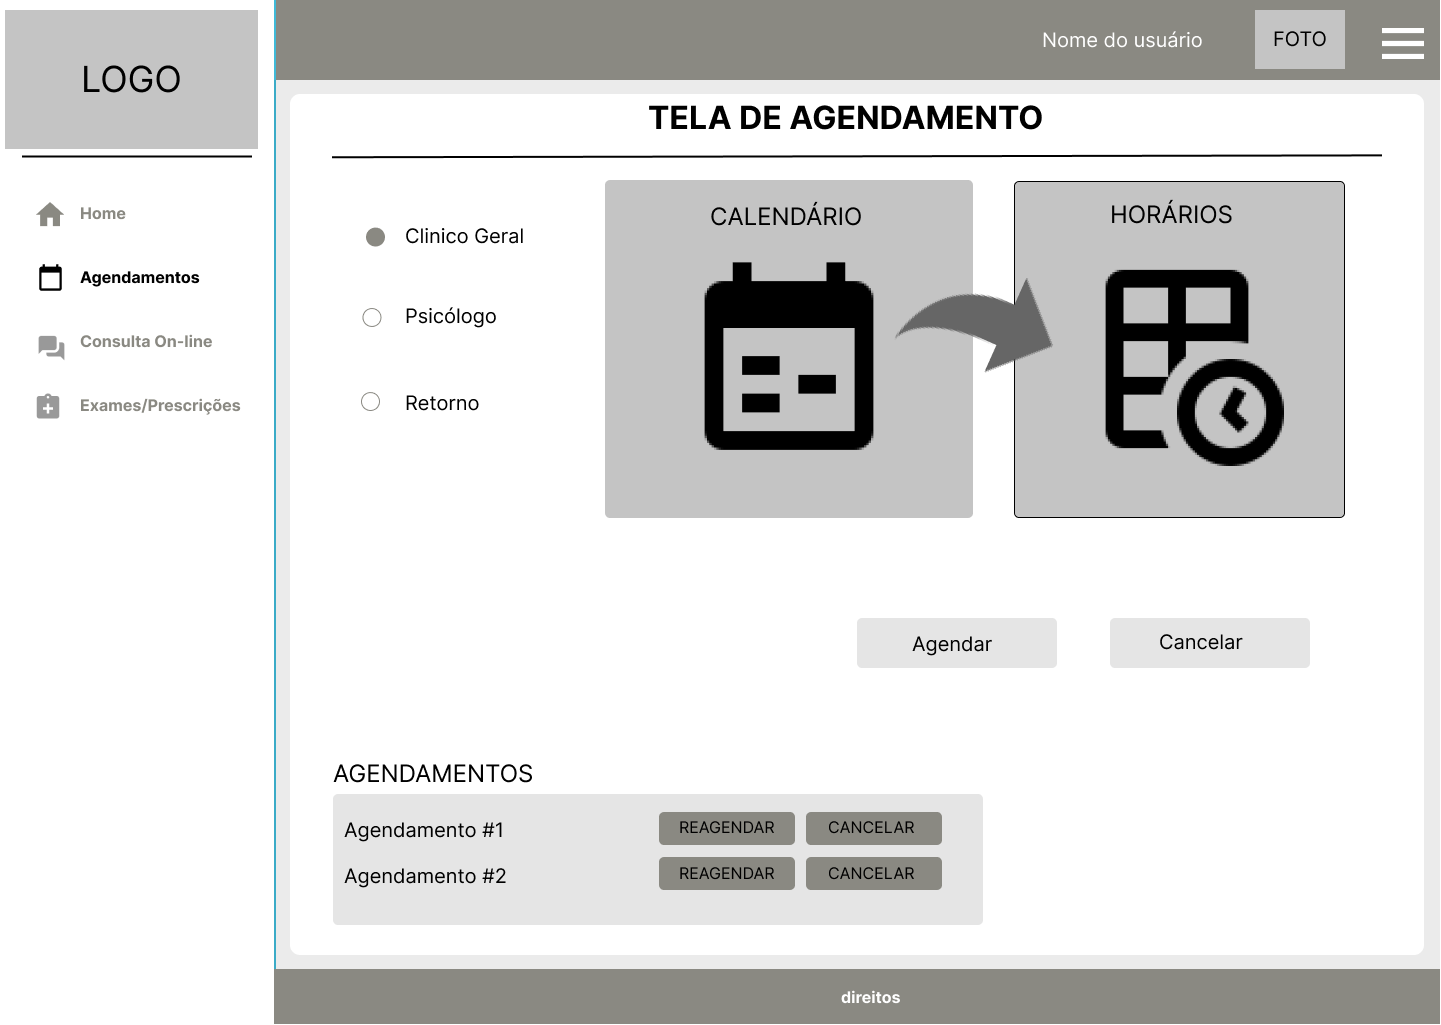 LOGO
Nome do usuário
FOTO
Home
Agendamentos
Consulta On-line
Exames/Prescrições
TELA DE AGENDAMENTO
Clinico Geral
Psicólogo
Retorno
CALENDÁRIO
HORÁRIOS
Agendar
Cancelar
AGENDAMENTOS
Agendamento #1
REAGENDAR
CANCELAR
Agendamento #2
REAGENDAR
CANCELAR
direitos